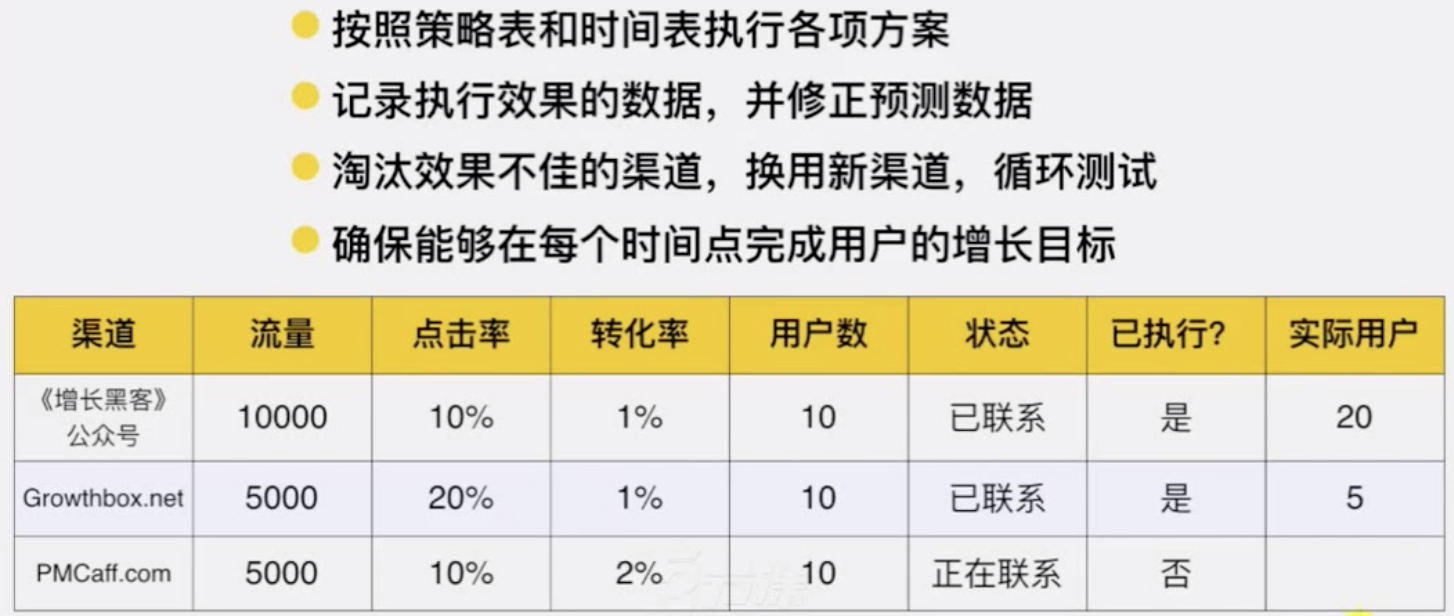 按照策略表和时间表执行各项方案
记录执行效果的数据，并修正预测数据
淘汰效果不佳的渠道，换用新渠道，循环测试
确保能够在每个时间点完成用户的增长目标
渠道 流量 点击率 转化率 用户数 状态 已执行？ 实际用户
《增长黑客》
公众号 10000 10% 1% 10 已联系 是 20
Growthbox.net 5000 20% 1% 10 已联系 是 5
PMCaff.com 5000 10% 2% 10 正在联系 否